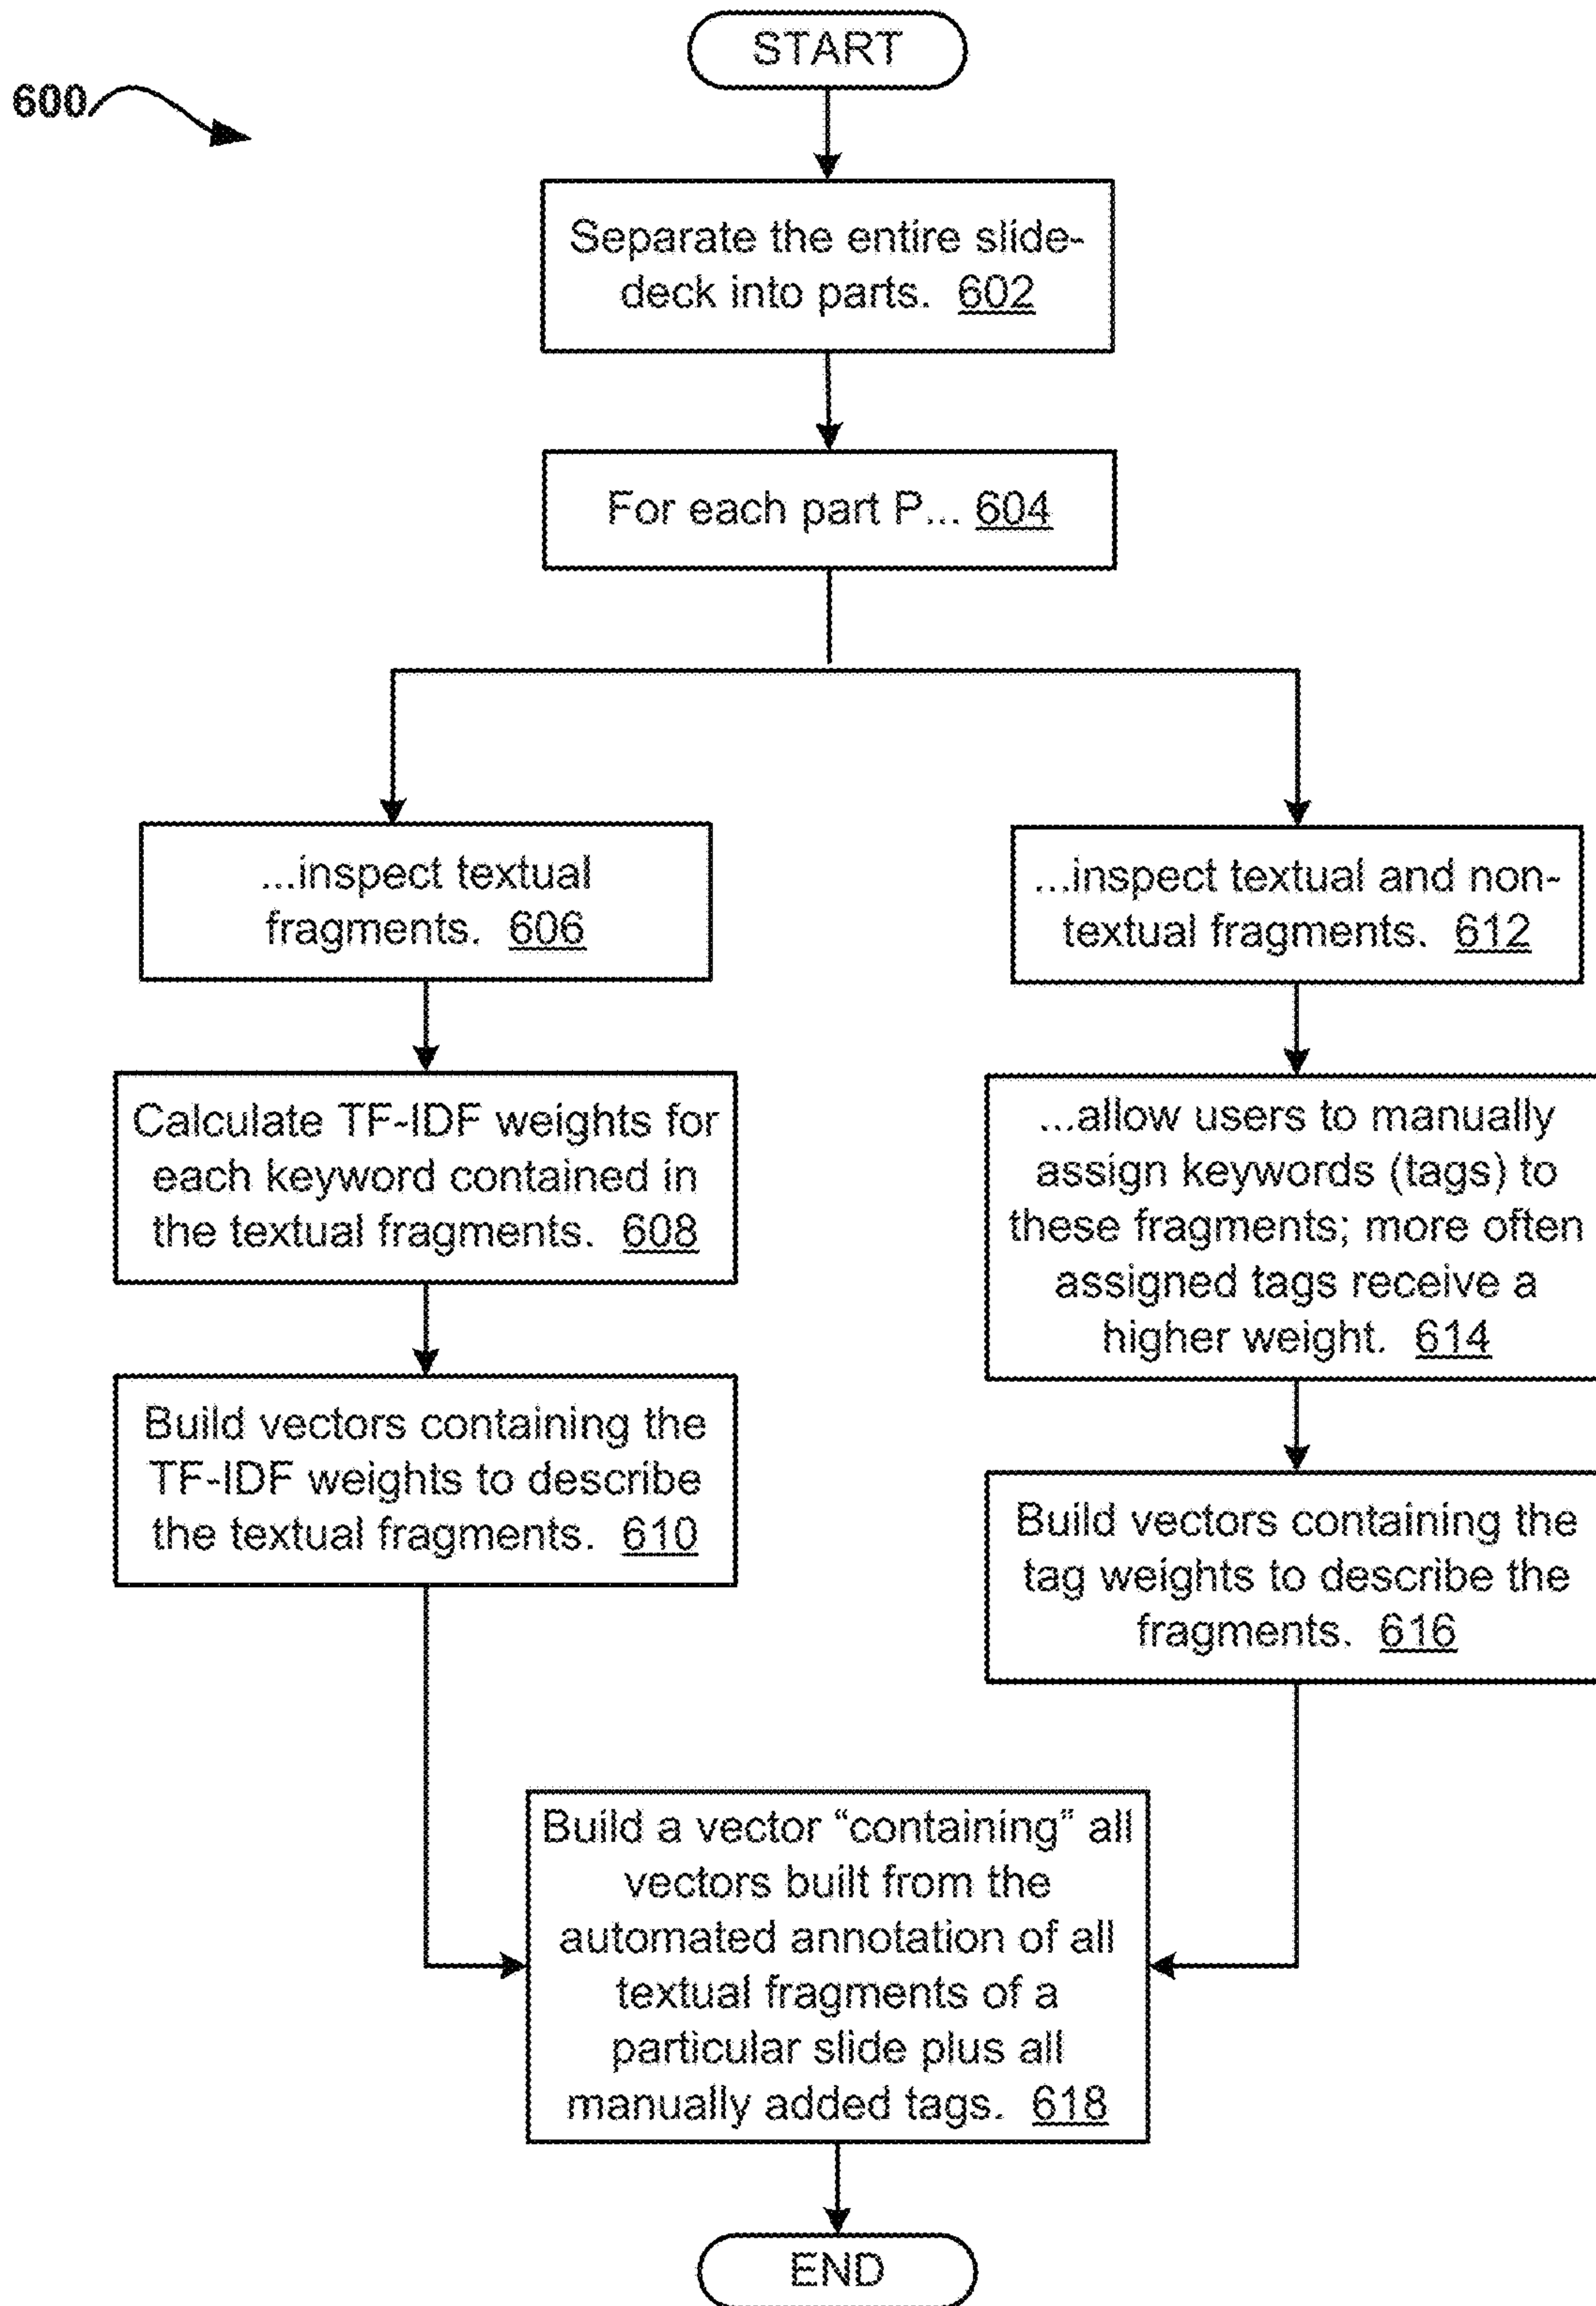 START
600
Separate the entire slide-
deck into parts. 602
For each part P... 604
...inspect textual
fragments. 606
Calculate TF-IDF weights for
each keyword contained in
the textual fragments. 608
Build vectors containing the
TF-IDF weights to describe
the textual fragments. 610
...inspect textual and non-
textual fragments. 612
...allow users to manually
assign keywords (tags) to
these fragments; more often
assigned tags receive a
higher weight. 614
Build vectors containing the
tag weights to describe the
fragments. 616
Build a vector “containing” all
vectors built from the
automated annotation of all
textual fragments of a
particular slide plus all
manually added tags. 618
END